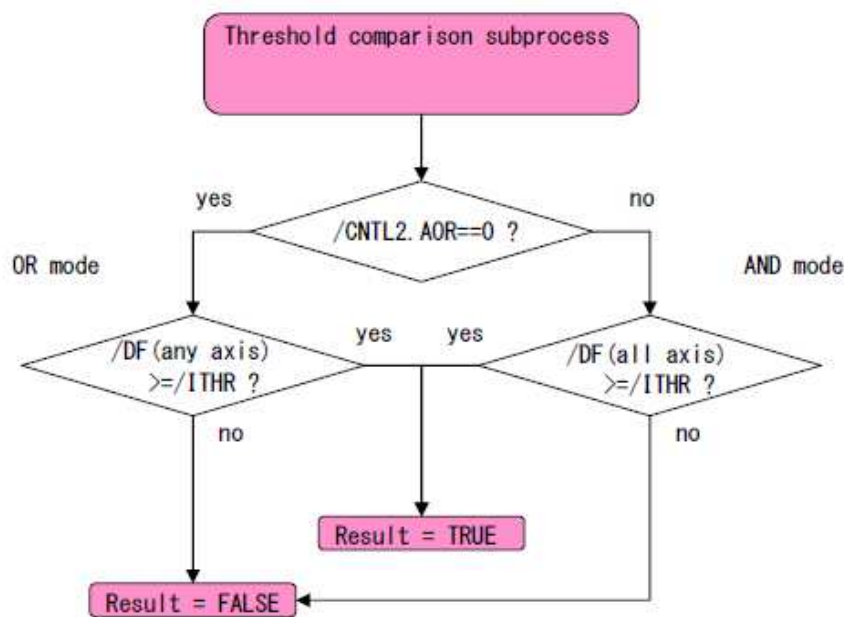 Threshold comparison subprocess
yes
no
/CNTL2.AOR==0 ?
OR mode
AND mode
/DF(any axis)
>=/ITHR ?
yes
yes
/DF(all axis)
>=/ITHR ?
no
no
Result = TRUE
Result = FALSE